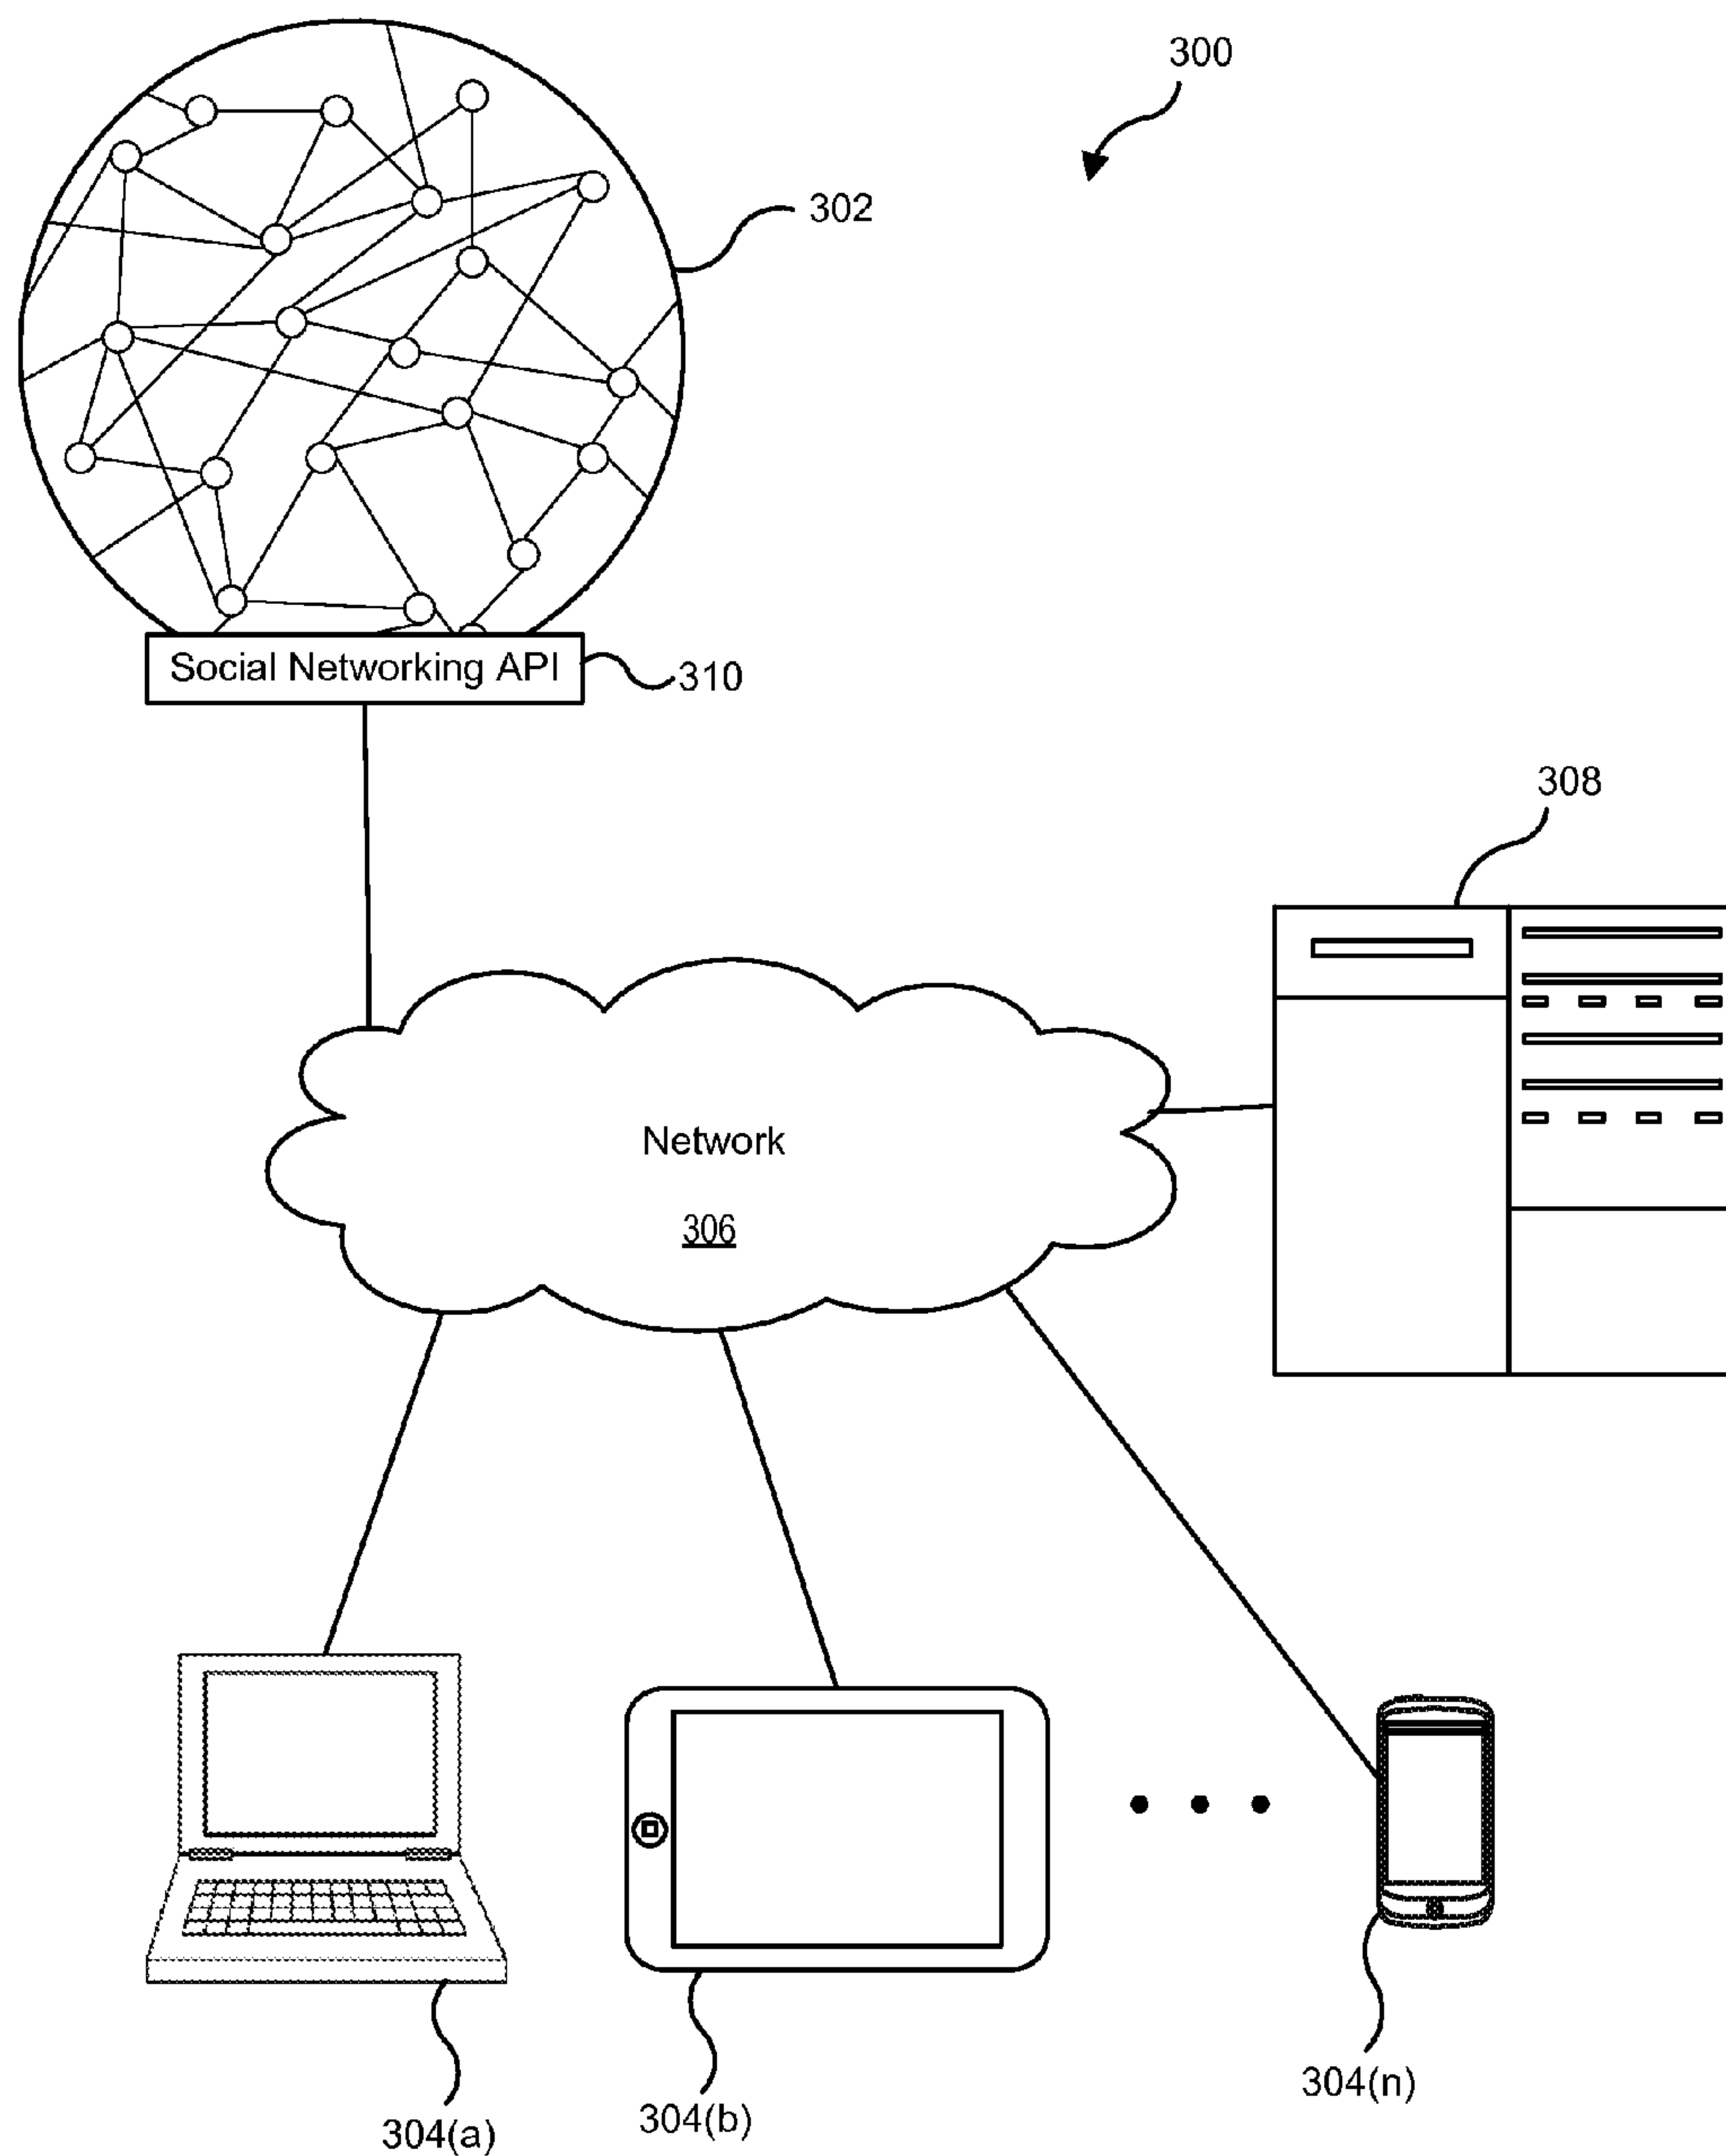 300
302
Social Networking API
310
308
Network
306
304(a)
304(b)
304(n)